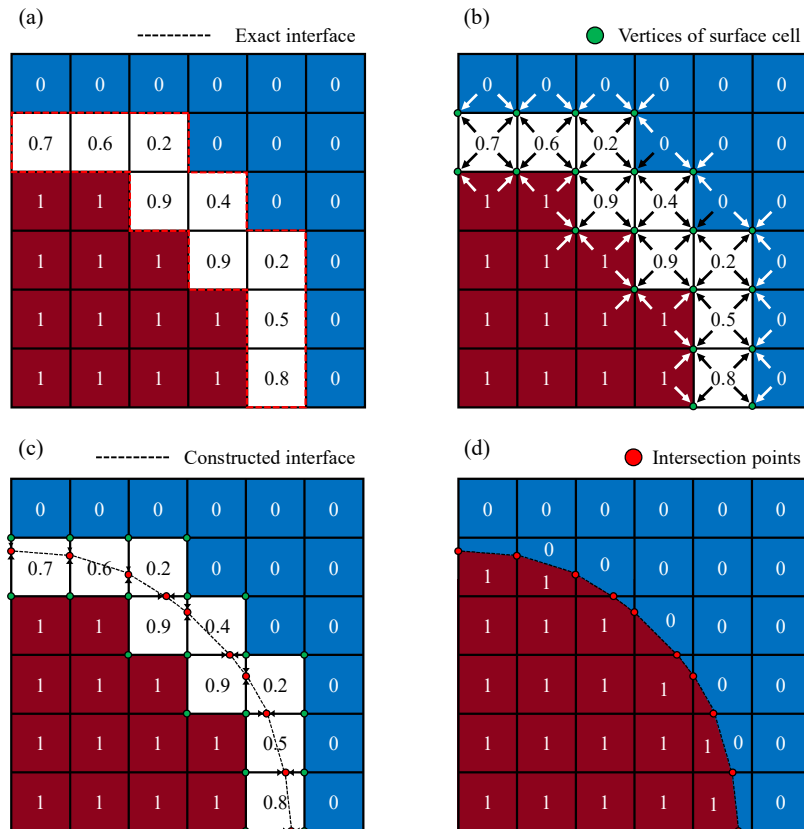 (a)
Exact interface
0 0 0 0 0 0
0.7 0.6 0.2 0 0 0
1 1 0.9 0.4 0 0
1 1 1 0.9 0.2 0
1 1 1 1 0.5 0
1 1 1 1 0.8 0
(b)
Vertices of surface cell
0 0 0 0 0 0
0.7 0.6 0.2 0 0 0
1 1 0.9 0.4 0 0
1 1 1 0.9 0.2 0
1 1 1 1 0.5 0
1 1 1 1 0.8 0
(c)
Constructed interface
0 0 0 0 0 0
0.7 0.6 0.2 0 0 0
1 1 0.9 0.4 0 0
1 1 1 0.9 0.2 0
1 1 1 1 0.5 0
1 1 1 1 0.8 0
(d)
Intersection points
0 0 0 0 0 0
1 0 1 0 0 0 0
1 1 1 0 0
1 1 1 1 0 0
1 1 1 1 1 0 0
1 1 1 1 1 0